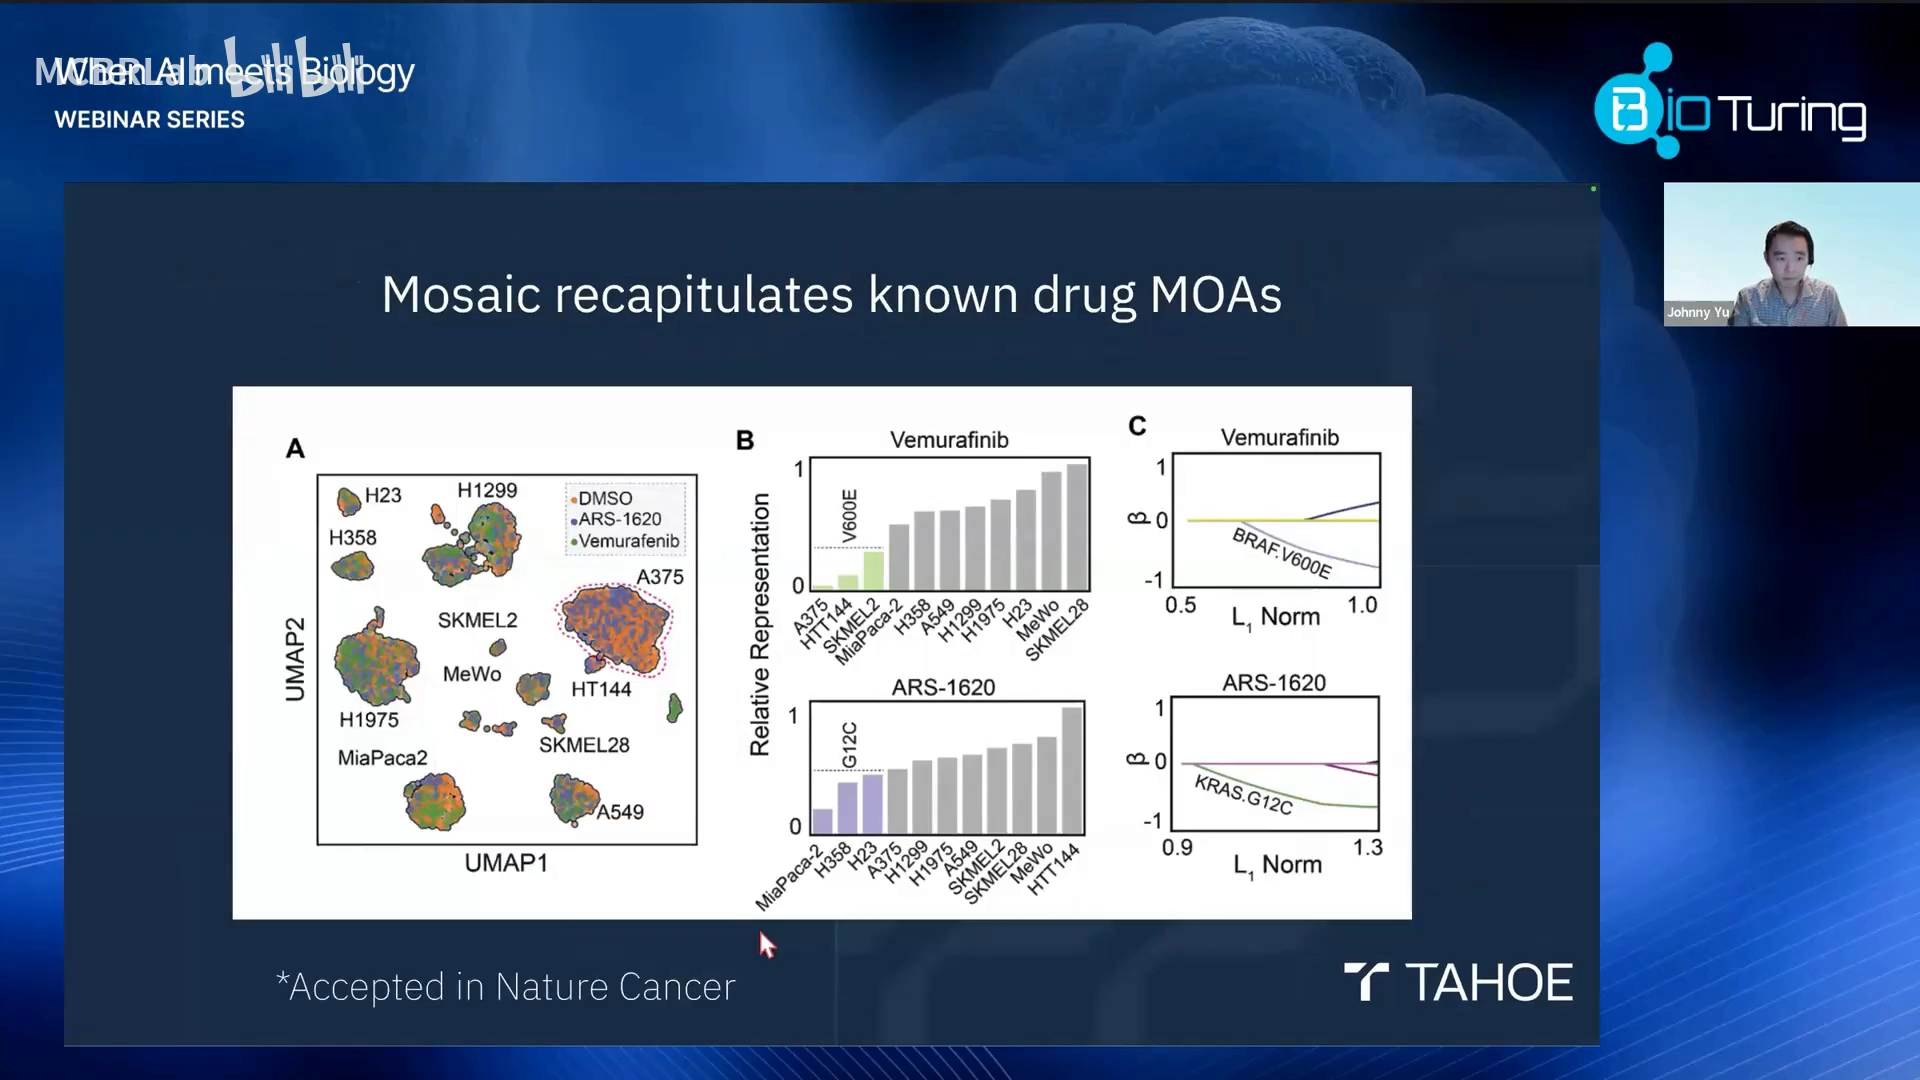 When AI meets Biology
MCBRLab bilibili
WEBINAR SERIES
BioTuring
Johnny Yu
Mosaic recapitulates known drug MOAs
A
UMAP2
H23
H1299
H358
DMSO
ARS-1620
Vemurafenib
A375
SKMEL2
MeWo
HT144
H1975
SKMEL28
MiaPaca2
A549
UMAP1
B
Relative Representation
Vemurafinib
1
V600E
0
A375
HTT144
SKMEL2
MiaPaca-2
H358
A549
H1299
H1975
H23
MeWo
SKMEL28
ARS-1620
1
G12C
0
MiaPaca-2
H358
H23
A375
H1299
H1975
A549
SKMEL2
SKMEL28
MeWo
HTT144
C
Vemurafinib
1
β 0
BRAF.V600E
-1
0.5 1.0
L1 Norm
ARS-1620
1
β 0
KRAS.G12C
-1
0.9 1.3
L1 Norm
*Accepted in Nature Cancer
TAHOE